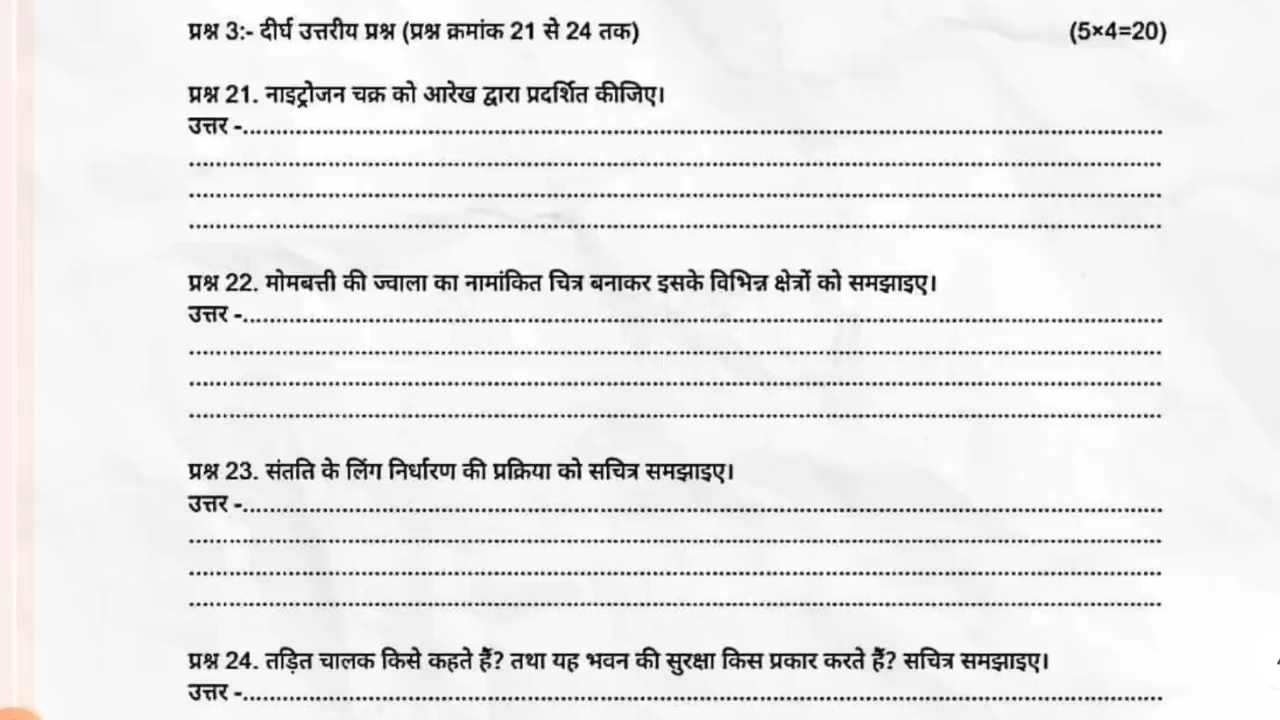 प्रश्न 3:- दीर्घ उत्तरीय प्रश्न (प्रश्न क्रमांक 21 से 24 तक) (5×4=20)
प्रश्न 21. नाइट्रोजन चक्र को आरेख द्वारा प्रदर्शित कीजिए।
उत्तर -
प्रश्न 22. मोमबत्ती की ज्वाला का नामांकित चित्र बनाकर इसके विभिन्न क्षेत्रों को समझाइए।
उत्तर -
प्रश्न 23. संतति के लिंग निर्धारण की प्रक्रिया को सचित्र समझाइए।
उत्तर -
प्रश्न 24. तड़ित चालक किसे कहते हैं? तथा यह भवन की सुरक्षा किस प्रकार करते हैं? सचित्र समझाइए।
उत्तर -